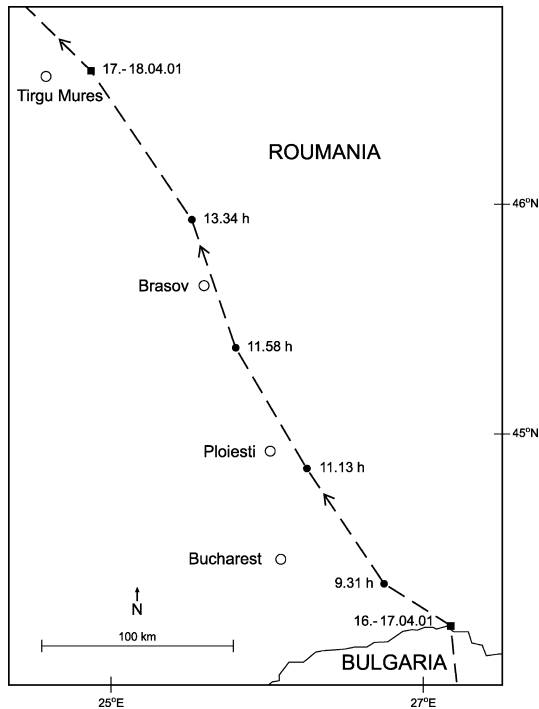 17.-18.04.01
Tirgu Mures
ROUMANIA
46°N
13.34 h
Brasov
11.58 h
45°N
Ploiesti
11.13 h
Bucharest
9.31 h
N
16.-17.04.01
100 km
BULGARIA
25°E
27°E